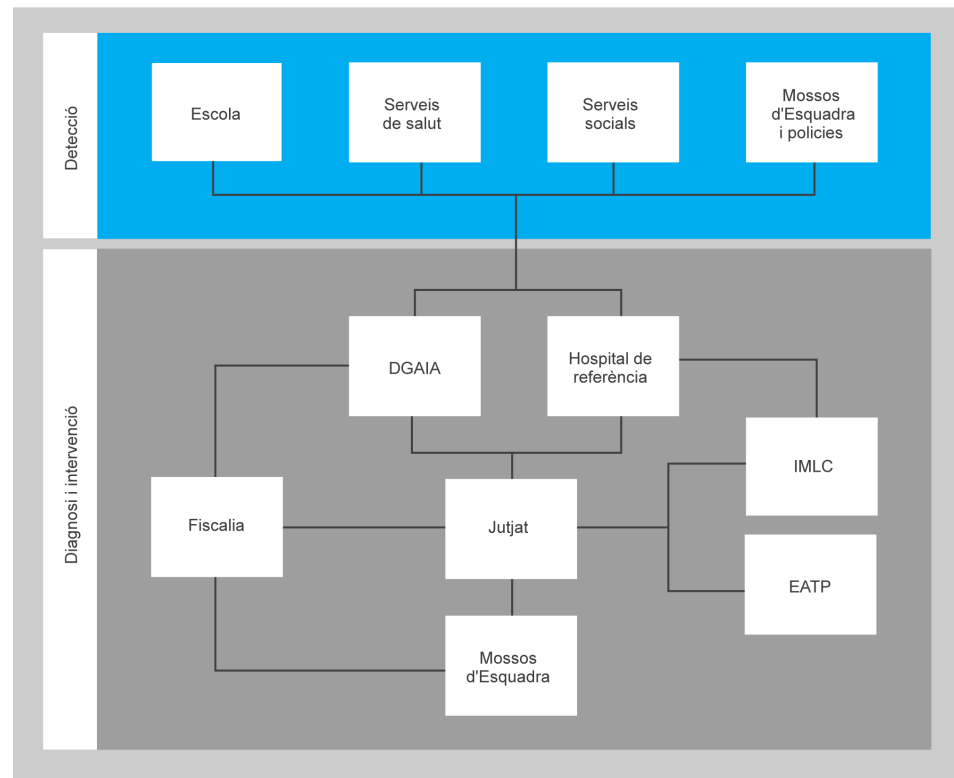 Detecció
Escola
Serveis
de salut
Serveis
socials
Mossos
d'Esquadra
i policies
Diagnosi i intervenció
DGAIA
Hospital de
referència
IMLC
Fiscalia
Jutjat
EATP
Mossos
d'Esquadra